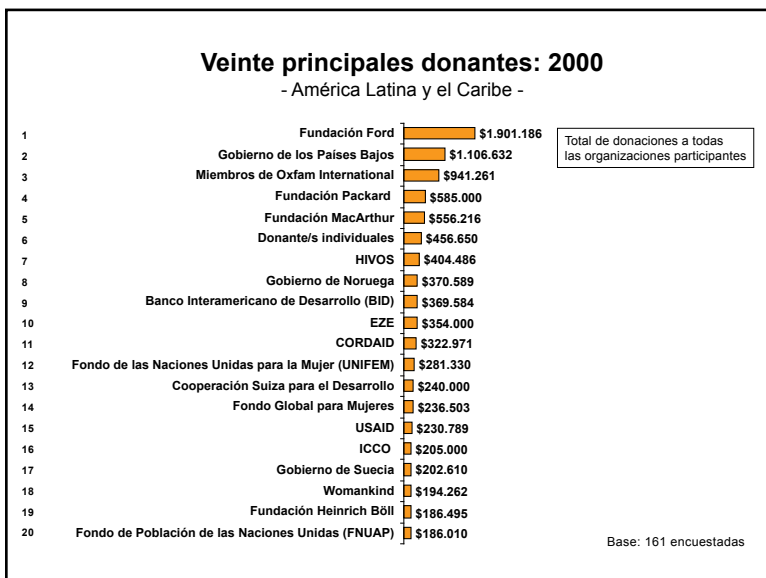 Veinte principales donantes: 2000
- América Latina y el Caribe -
Total de donaciones a todas
las organizaciones participantes
1 Fundación Ford $1.901.186
2 Gobierno de los Países Bajos $1.106.632
3 Miembros de Oxfam International $941.261
4 Fundación Packard $585.000
5 Fundación MacArthur $556.216
6 Donante/s individuales $456.650
7 HIVOS $404.486
8 Gobierno de Noruega $370.589
9 Banco Interamericano de Desarrollo (BID) $369.584
10 EZE $354.000
11 CORDAID $322.971
12 Fondo de las Naciones Unidas para la Mujer (UNIFEM) $281.330
13 Cooperación Suiza para el Desarrollo $240.000
14 Fondo Global para Mujeres $236.503
15 USAID $230.789
16 ICCO $205.000
17 Gobierno de Suecia $202.610
18 Womankind $194.262
19 Fundación Heinrich Böll $186.495
20 Fondo de Población de las Naciones Unidas (FNUAP) $186.010
Base: 161 encuestadas